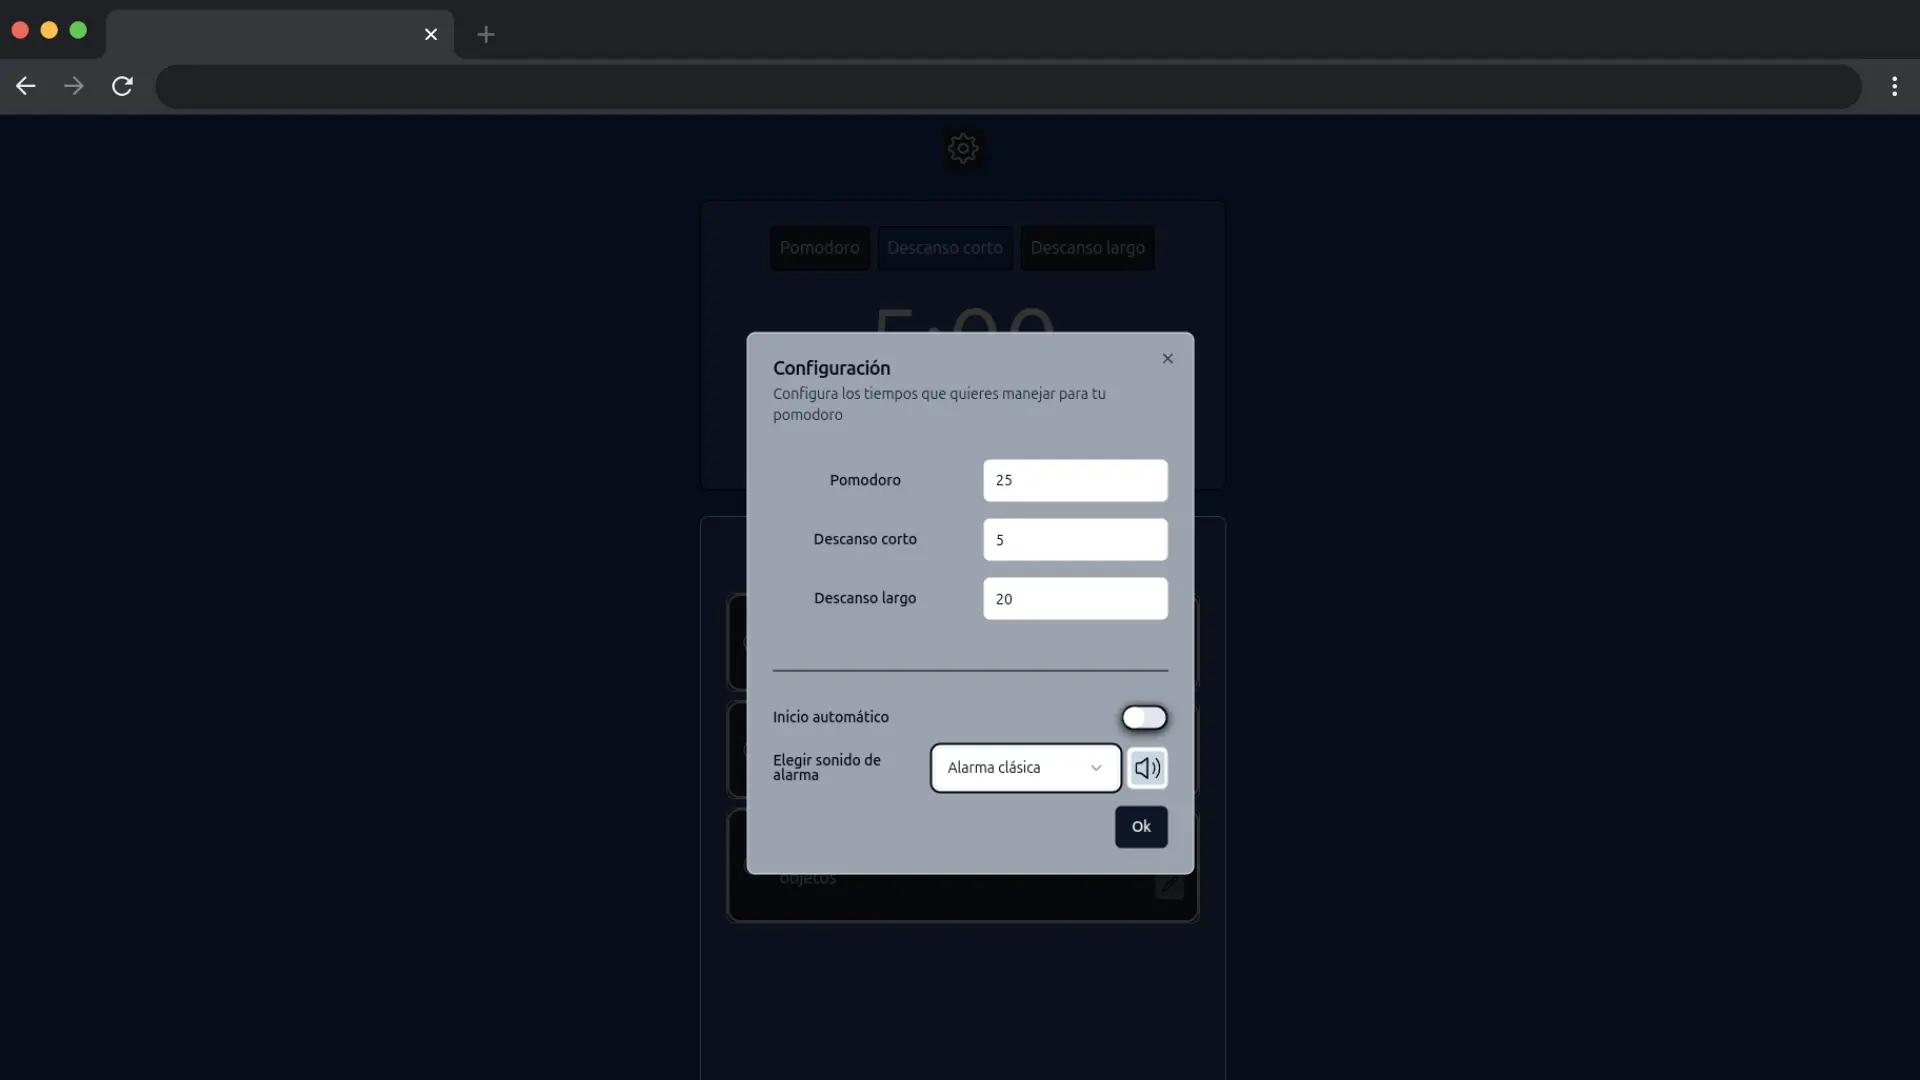 Pomodoro
Descanso corto
Descanso largo
5:00
Configuración
Configura los tiempos que quieres manejar para tu
pomodoro
Pomodoro
25
Descanso corto
5
Descanso largo
20
Inicio automático
Elegir sonido de
alarma
Alarma clásica
Ok
objetos